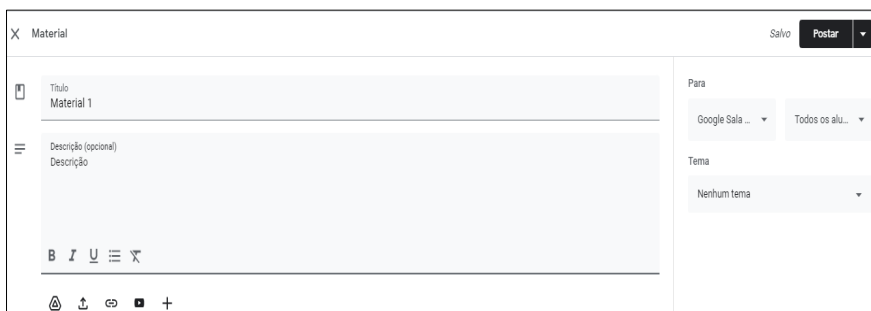 Material
Salvo
Postar
Título
Material 1
Descrição (opcional)
Descrição
B I U
Para
Google Sala ...
Todos os alu...
Tema
Nenhum tema